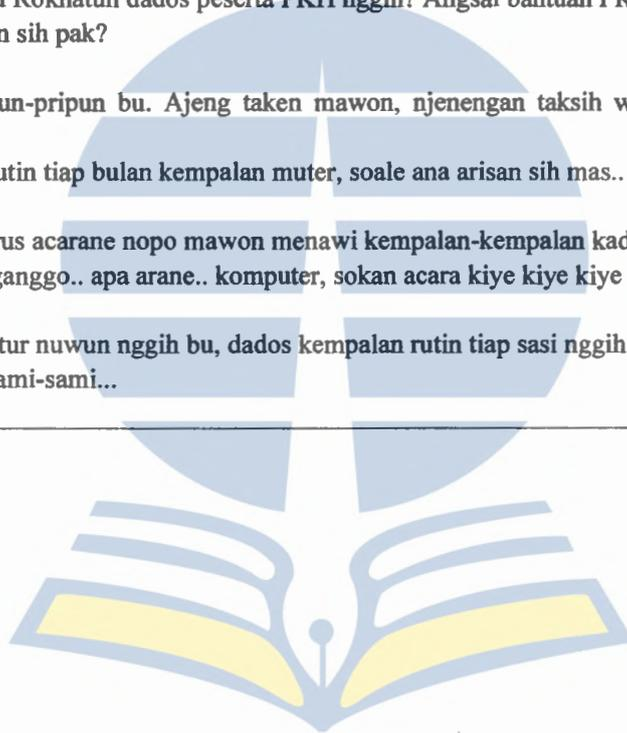 dados peserta PKH nggih? Angsal bantuan
n sih pak?
un-pripun bu. Ajeng taken mawon, njenengan taksih w
utin tiap bulan kempalan muter, soale ana arisan sih mas..
us acarane nopo mawon menawi kempalan-kempalan kad
ganggo.. apa arane.. komputer, sokan acara kiye kiye kiye
tur nuwun nggih bu, dados kempalan rutin tiap sasi nggih
ami-sami...